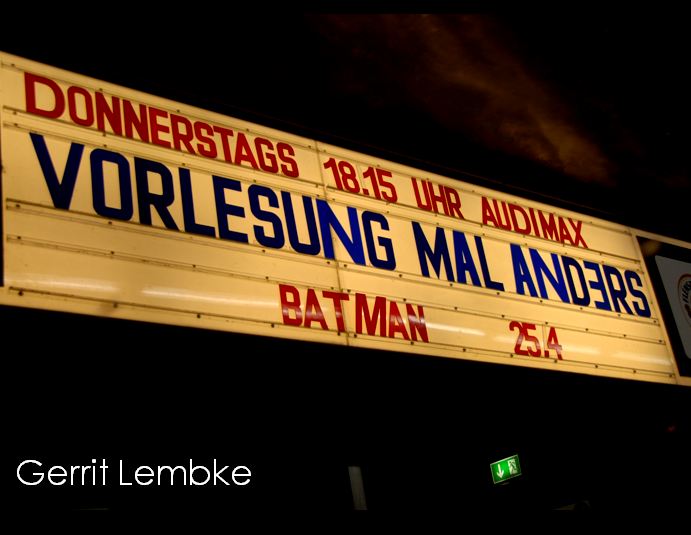 DONNERSTAGS 18.15 UHR AUDIMAX
VORLESUNG MAL ANDƎRS
BATMAN 25.4
Gerrit Lembke